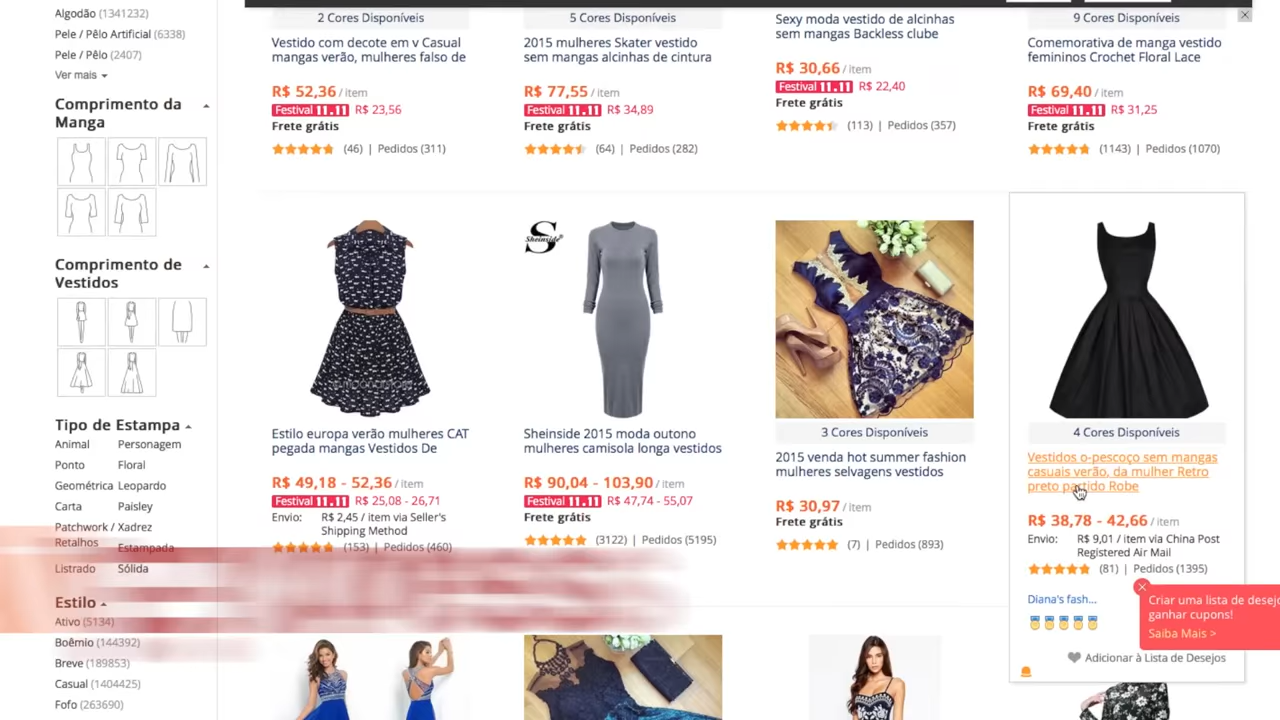 Algodão (1341232)
Pele / Pêlo Artificial (6338)
Pele / Pêlo (2407)
Ver mais
Comprimento da
Manga
Comprimento de
Vestidos
Tipo de Estampa
Animal Personagem
Ponto Floral
Geométrica Leopardo
Carta Paisley
Patchwork / Xadrez
Retalhos
Estampada
Listrado Sólida
Estilo
Ativo (5134)
Boêmio (144392)
Breve (189853)
Casual (1404425)
Fofo (263690)
2 Cores Disponíveis
Vestido com decote em v Casual
mangas verão, mulheres falso de
R$ 52,36 / item
Festival 11.11 R$ 23,56
Frete grátis
(46) | Pedidos (311)
5 Cores Disponíveis
2015 mulheres Skater vestido
sem mangas alcinhas de cintura
R$ 77,55 / item
Festival 11.11 R$ 34,89
Frete grátis
(64) | Pedidos (282)
Sexy moda vestido de alcinhas
sem mangas Backless clube
R$ 30,66 / item
Festival 11.11 R$ 22,40
Frete grátis
(113) | Pedidos (357)
9 Cores Disponíveis
Comemorativa de manga vestido
femininos Crochet Floral Lace
R$ 69,40 / item
Festival 11.11 R$ 31,25
Frete grátis
(1143) | Pedidos (1070)
Estilo europa verão mulheres CAT
pegada mangas Vestidos De
R$ 49,18 - 52,36 / item
Festival 11.11 R$ 25,08 - 26,71
Envio: R$ 2,45 / item via Seller's
Shipping Method
(153) | Pedidos (460)
S
Sheinside®
Sheinside 2015 moda outono
mulheres camisola longa vestidos
R$ 90,04 - 103,90 / item
Festival 11.11 R$ 47,74 - 55,07
Frete grátis
(3122) | Pedidos (5195)
3 Cores Disponíveis
2015 venda hot summer fashion
mulheres selvagens vestidos
R$ 30,97 / item
Frete grátis
(7) | Pedidos (893)
4 Cores Disponíveis
Vestidos o-pescoço sem mangas
casuais verão, da mulher Retro
preto partido Robe
R$ 38,78 - 42,66 / item
Envio: R$ 9,01 / item via China Post
Registered Air Mail
(81) | Pedidos (1395)
Diana's fash...
Adicionar à Lista de Desejos
Criar uma lista de desejo
ganhar cupons!
Saiba Mais >